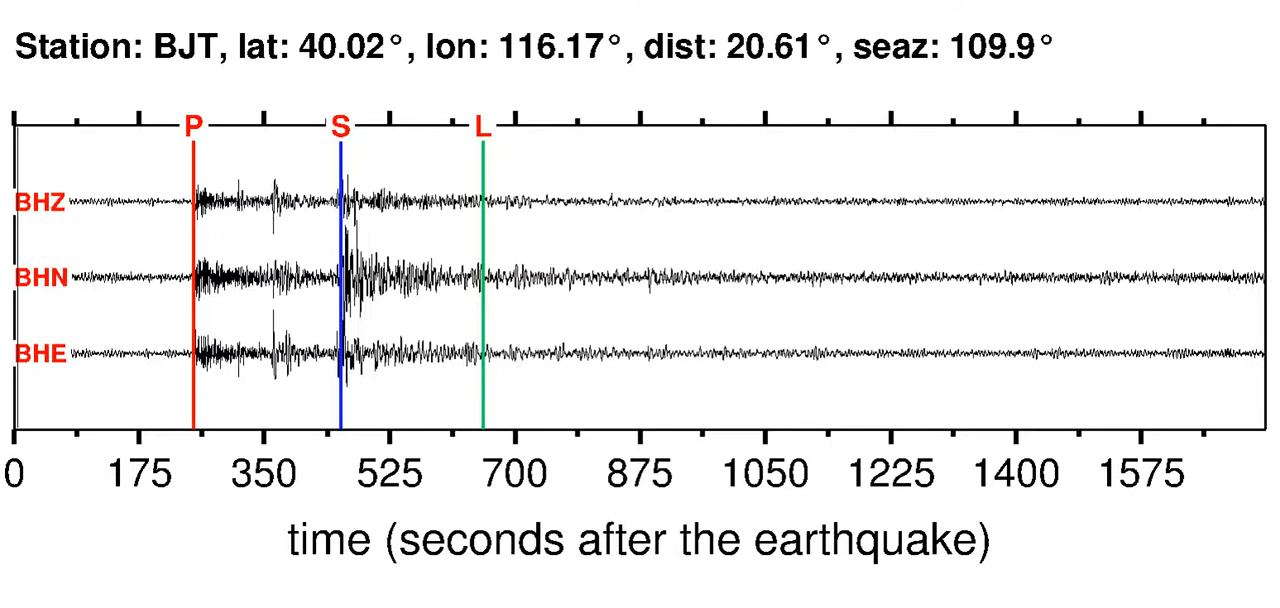 Station: BJT, lat: 40.02°, lon: 116.17°, dist: 20.61°, seaz: 109.9°
P S L
BHZ
BHN
BHE
0 175 350 525 700 875 1050 1225 1400 1575
time (seconds after the earthquake)